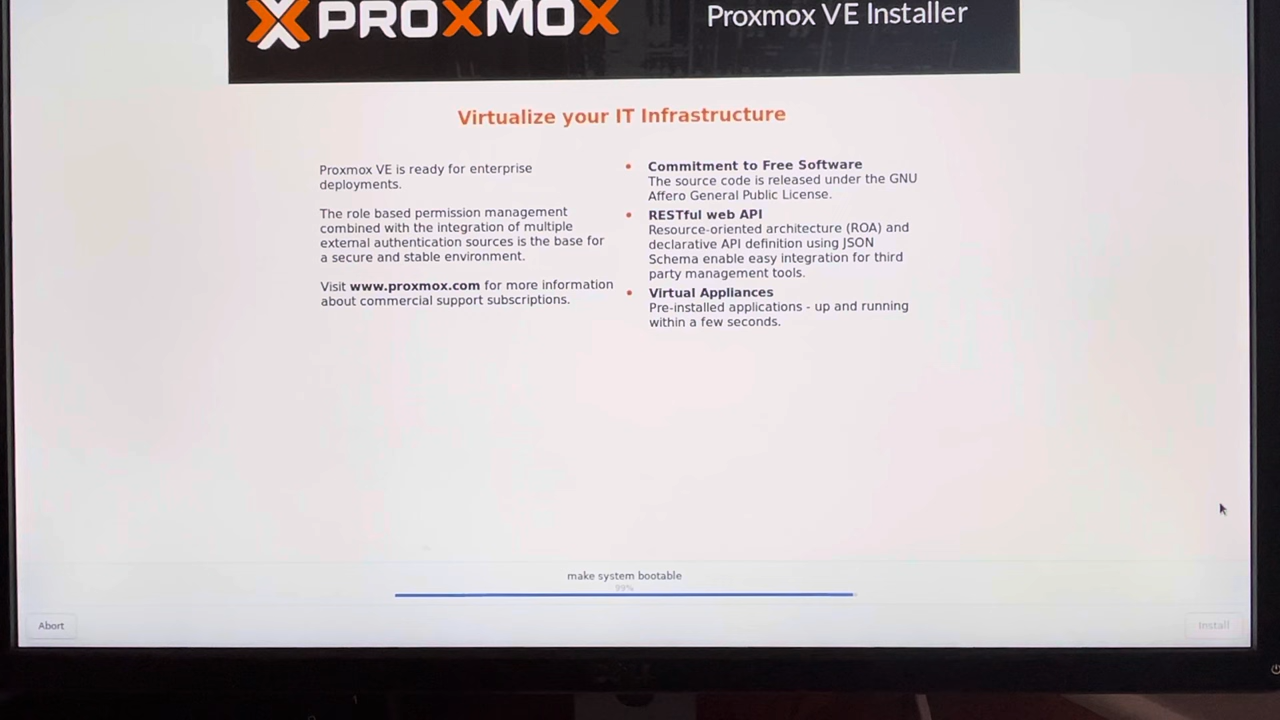 PROXMOX
Proxmox VE Installer
Virtualize your IT Infrastructure
Proxmox VE is ready for enterprise
deployments.
The role based permission management
combined with the integration of multiple
external authentication sources is the base for
a secure and stable environment.
Visit www.proxmox.com for more information
about commercial support subscriptions.
• Commitment to Free Software
The source code is released under the GNU
Affero General Public License.
• RESTful web API
Resource-oriented architecture (ROA) and
declarative API definition using JSON
Schema enable easy integration for third
party management tools.
• Virtual Appliances
Pre-installed applications - up and running
within a few seconds.
make system bootable
99%
Abort
Install